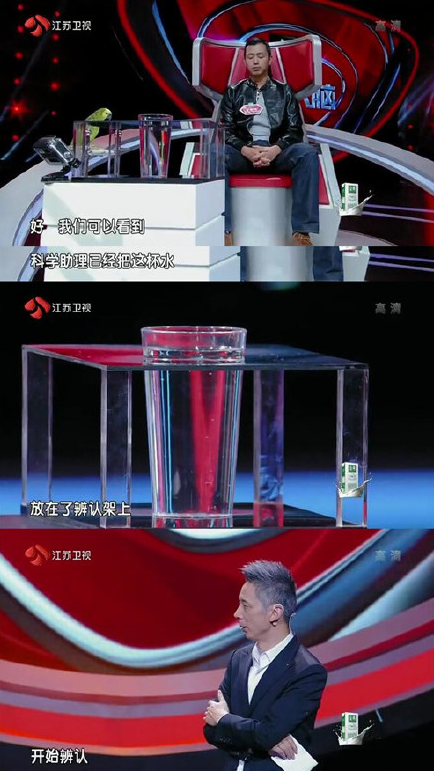 江苏卫视 高清
好 我们可以看到
科学助理已经把这杯水
江苏卫视 高清
放在了辨认架上
江苏卫视 高清
开始辨认